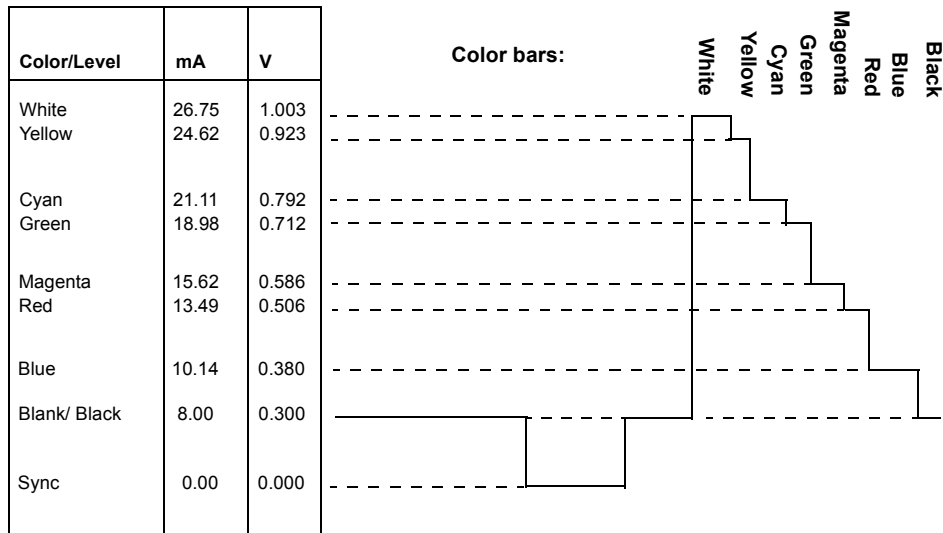 Color/Level mA V
White 26.75 1.003
Yellow 24.62 0.923
Cyan 21.11 0.792
Green 18.98 0.712
Magenta 15.62 0.586
Red 13.49 0.506
Blue 10.14 0.380
Blank/ Black 8.00 0.300
Sync 0.00 0.000
Color bars:
White
Yellow
Cyan
Green
Magenta
Red
Blue
Black